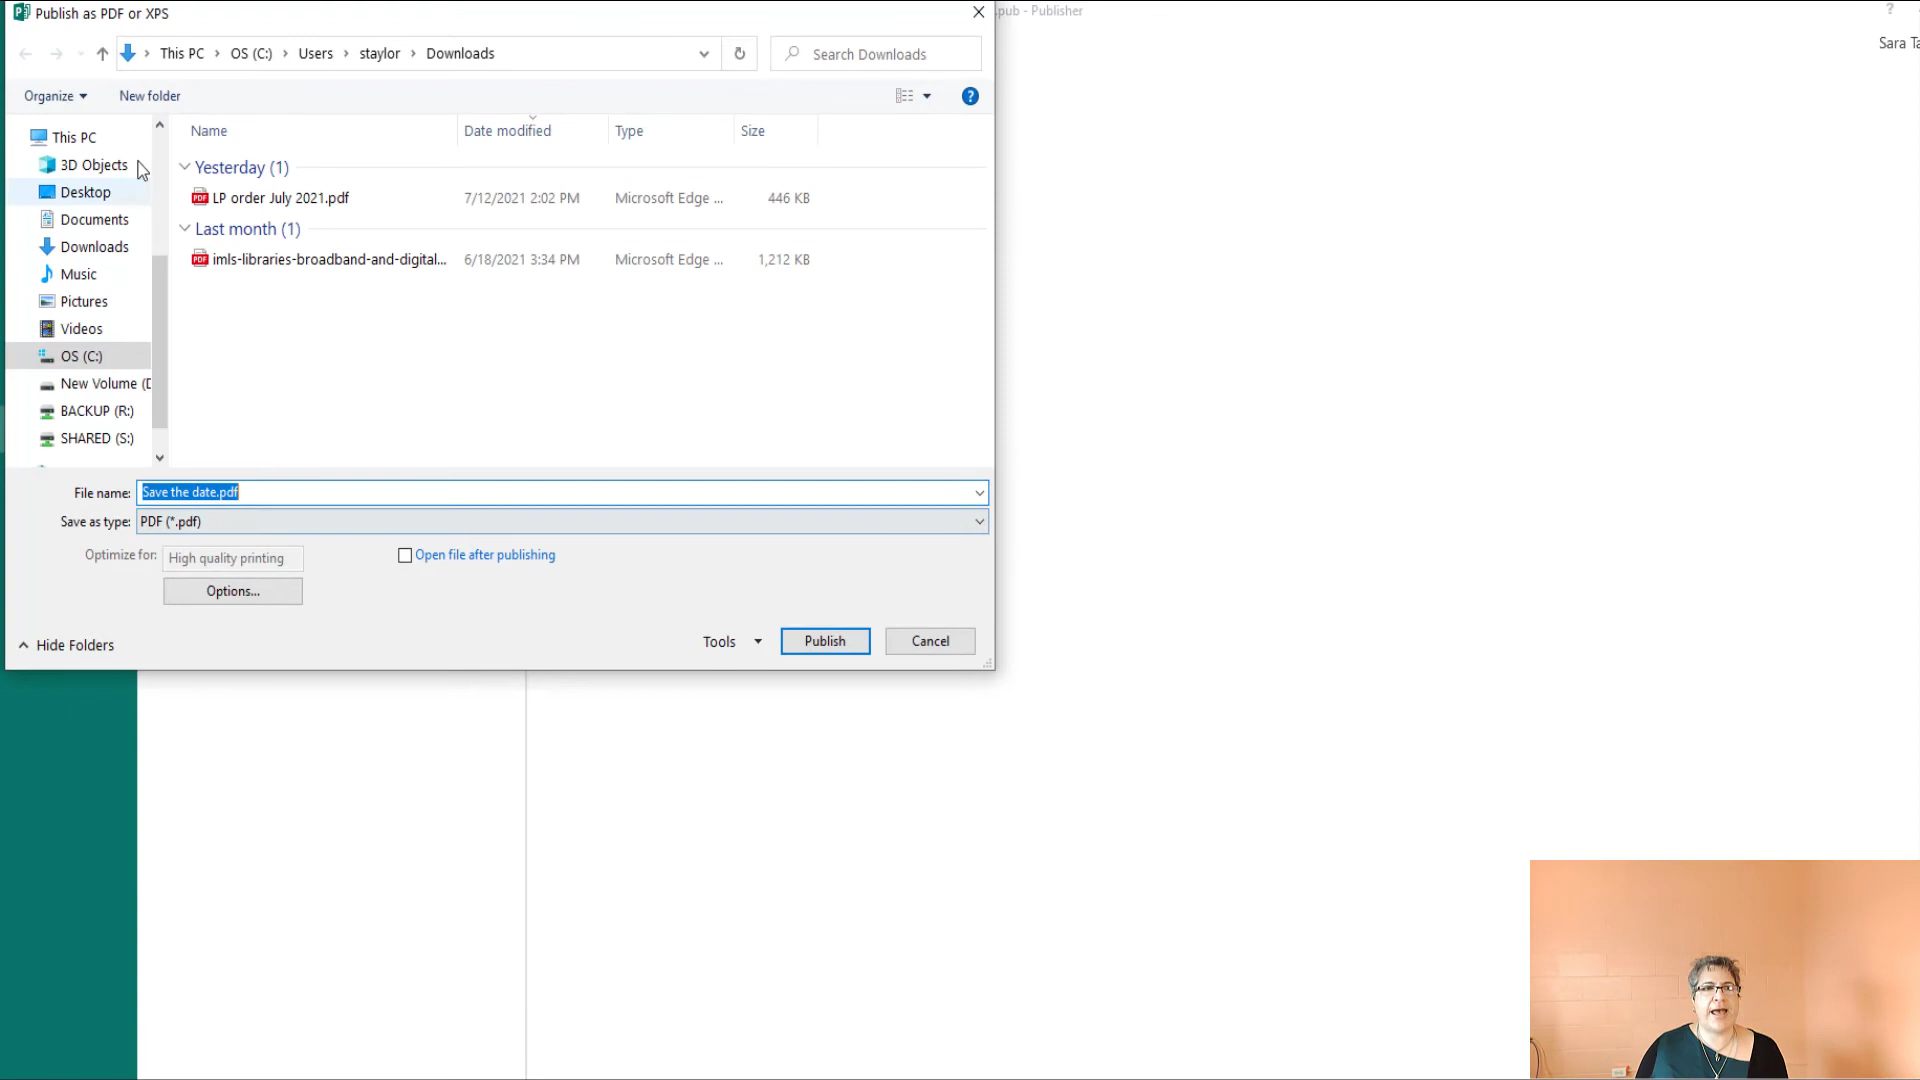 Publish as PDF or XPS
.pub - Publisher
?
Sara Ta
This PC > OS (C:) > Users > staylor > Downloads
Search Downloads
Organize
New folder
?
This PC
3D Objects
Desktop
Documents
Downloads
Music
Pictures
Videos
OS (C:)
New Volume (D
BACKUP (R:)
SHARED (S:)
Name Date modified Type Size
Yesterday (1)
PDF LP order July 2021.pdf 7/12/2021 2:02 PM Microsoft Edge ... 446 KB
Last month (1)
PDF imls-libraries-broadband-and-digital... 6/18/2021 3:34 PM Microsoft Edge ... 1,212 KB
File name: Save the date.pdf
Save as type: PDF (*.pdf)
Optimize for: High quality printing
Open file after publishing
Options...
Hide Folders
Tools
Publish
Cancel